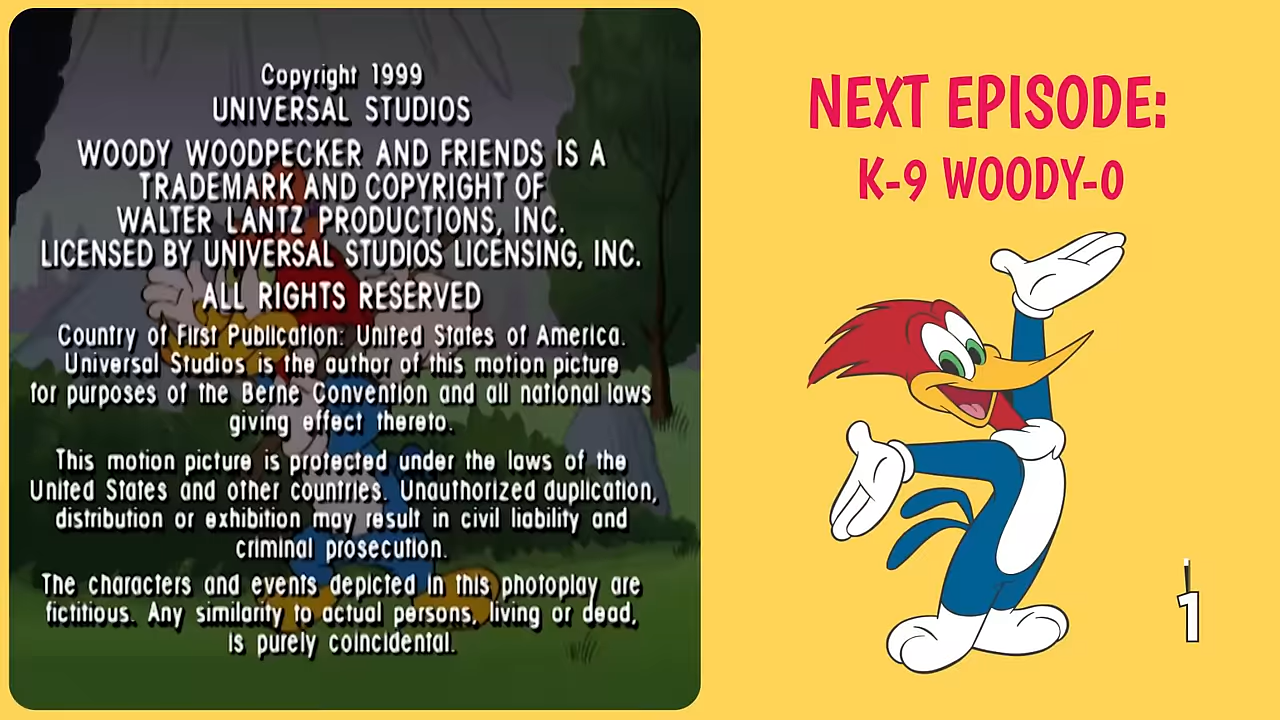 Copyright 1999
UNIVERSAL STUDIOS
WOODY WOODPECKER AND FRIENDS IS A
TRADEMARK AND COPYRIGHT OF
WALTER LANTZ PRODUCTIONS, INC.
LICENSED BY UNIVERSAL STUDIOS LICENSING, INC.
ALL RIGHTS RESERVED
Country of First Publication: United States of America.
Universal Studios is the author of this motion picture
for purposes of the Berne Convention and all national laws
giving effect thereto.
This motion picture is protected under the laws of the
United States and other countries. Unauthorized duplication,
distribution or exhibition may result in civil liability and
criminal prosecution.
The characters and events depicted in this photoplay are
fictitious. Any similarity to actual persons, living or dead,
is purely coincidental.
NEXT EPISODE:
K-9 WOODY-O
1